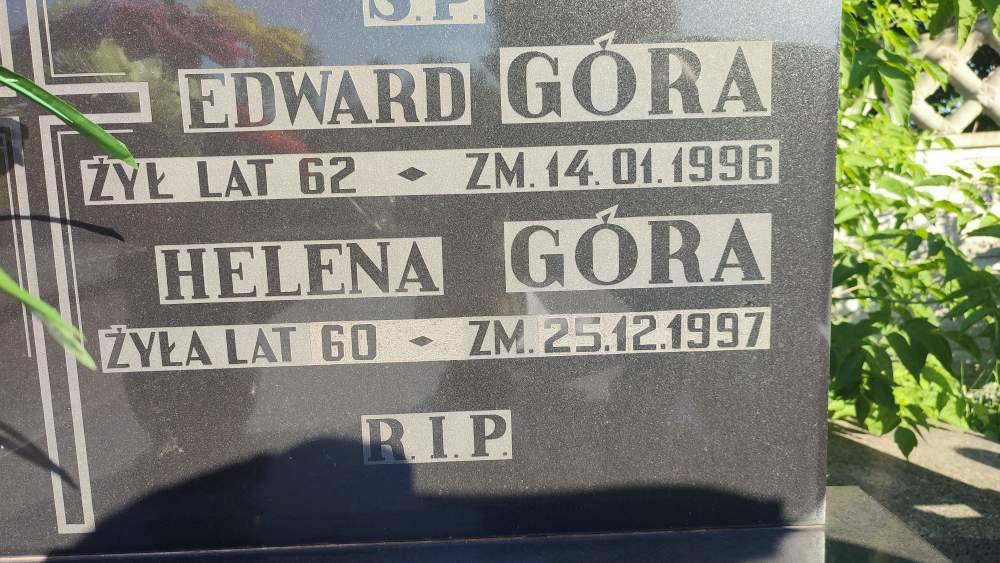 Ś.P.
EDWARD GÓRA
ŻYŁ LAT 62 ⬩ ZM. 14.01.1996
HELENA GÓRA
ŻYŁA LAT 60 ⬩ ZM. 25.12.1997
R.I.P.